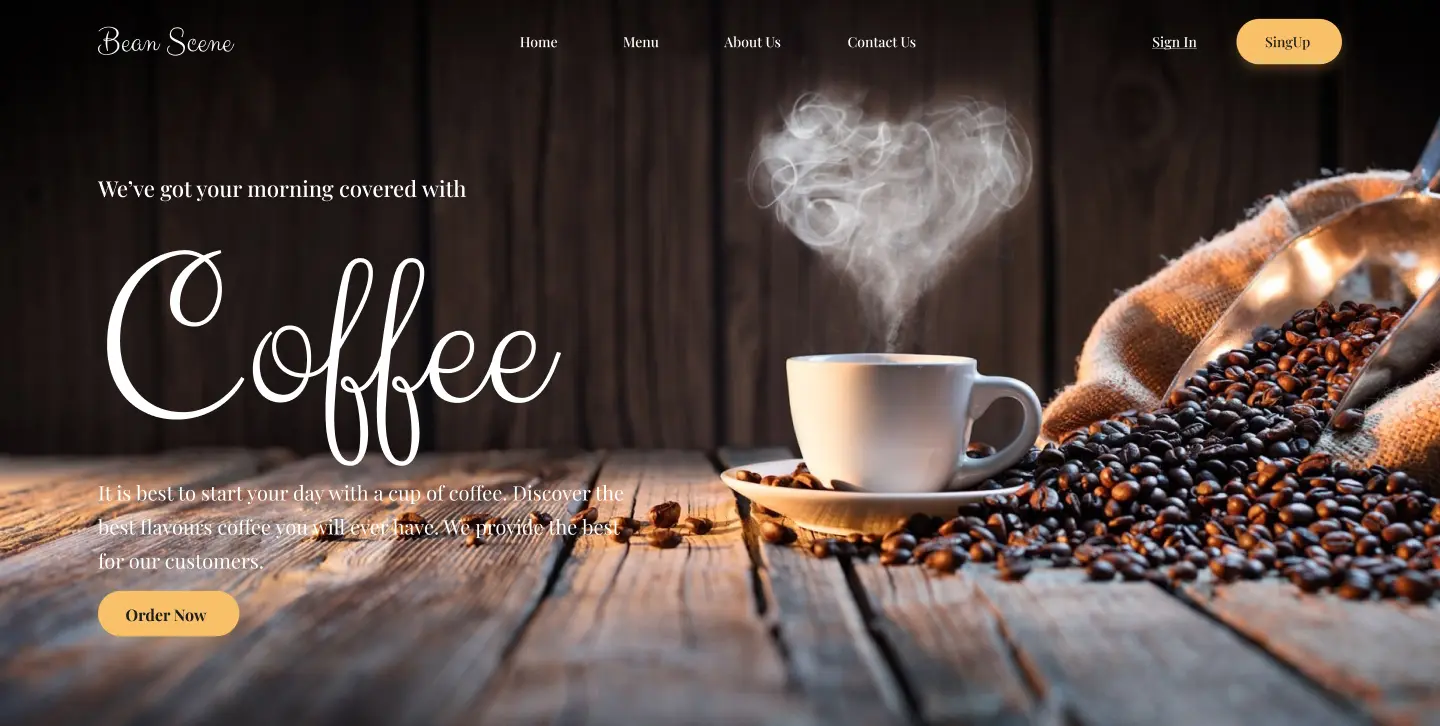 Bean Scene
Home
Menu
About Us
Contact Us
Sign In
SingUp
We’ve got your morning covered with
Coffee
It is best to start your day with a cup of coffee. Discover the
best flavours coffee you will ever have. We provide the best
for our customers.
Order Now